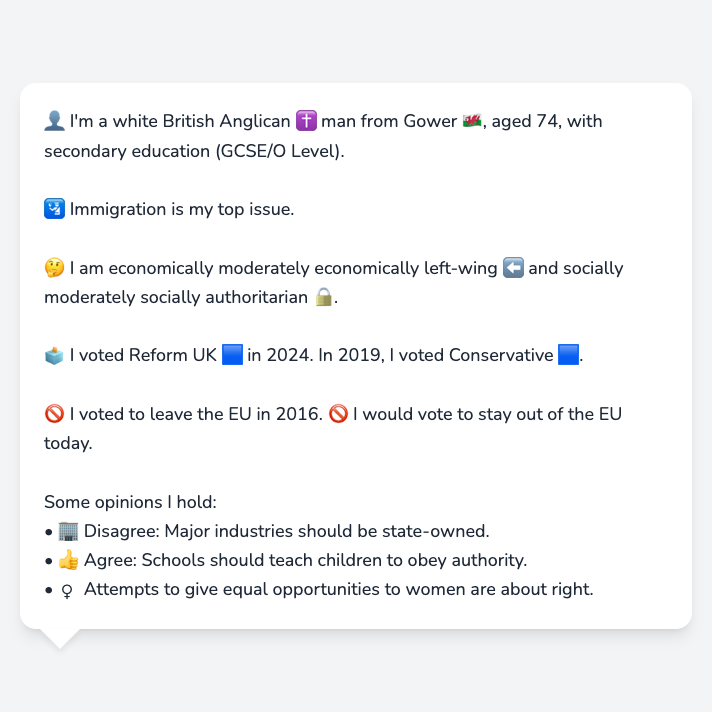 👤 I'm a white British Anglican ✝️ man from Gower 🏴󠁧󠁢󠁷󠁬󠁳󠁿, aged 74, with
secondary education (GCSE/O Level).
🛂 Immigration is my top issue.
🤔 I am economically moderately economically left-wing ⬅️ and socially
moderately socially authoritarian 🔒.
🗳️ I voted Reform UK 🟦 in 2024. In 2019, I voted Conservative 🟦.
🚫 I voted to leave the EU in 2016. 🚫 I would vote to stay out of the EU
today.
Some opinions I hold:
• 🏢 Disagree: Major industries should be state-owned.
• 👍 Agree: Schools should teach children to obey authority.
• ♀ Attempts to give equal opportunities to women are about right.